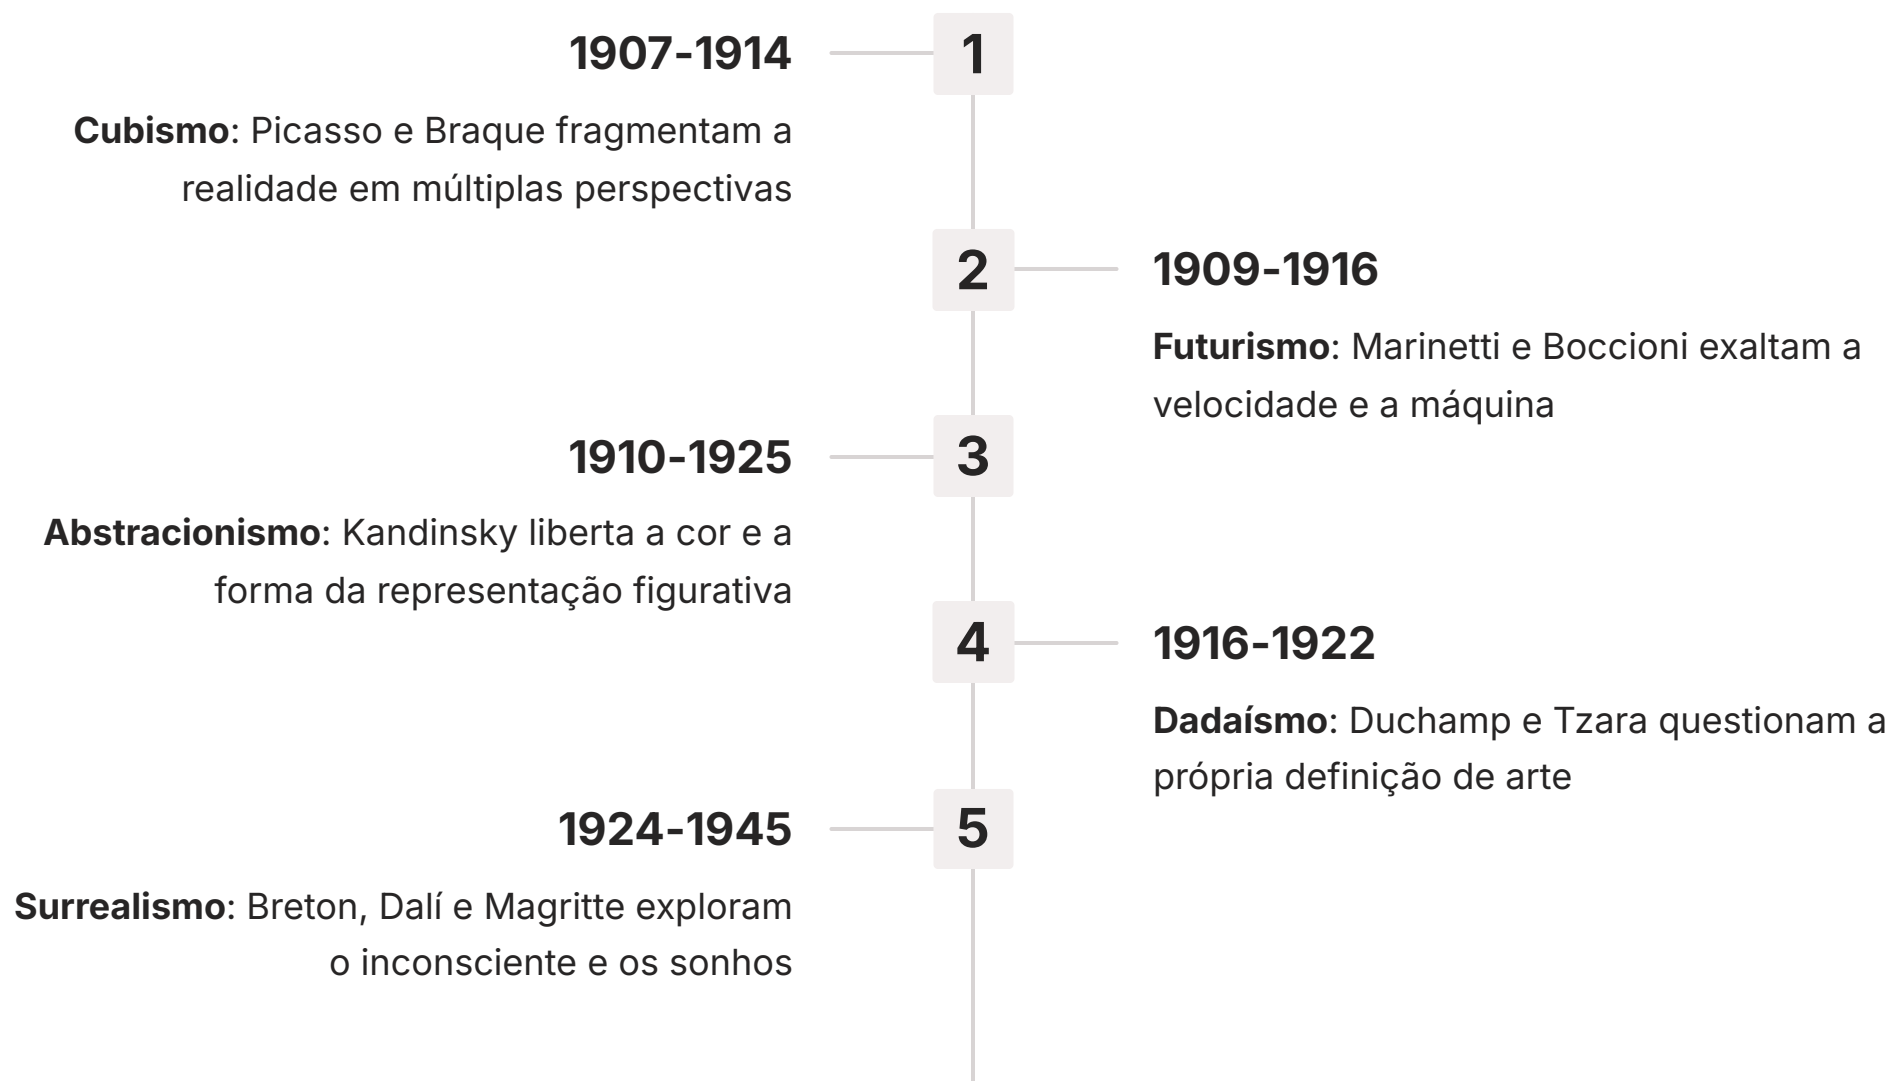 1907-1914
1
Cubismo: Picasso e Braque fragmentam a
realidade em múltiplas perspectivas
2
1909-1916
Futurismo: Marinetti e Boccioni exaltam a
velocidade e a máquina
1910-1925
3
Abstracionismo: Kandinsky liberta a cor e a
forma da representação figurativa
4
1916-1922
Dadaísmo: Duchamp e Tzara questionam a
própria definição de arte
1924-1945
5
Surrealismo: Breton, Dalí e Magritte exploram
o inconsciente e os sonhos